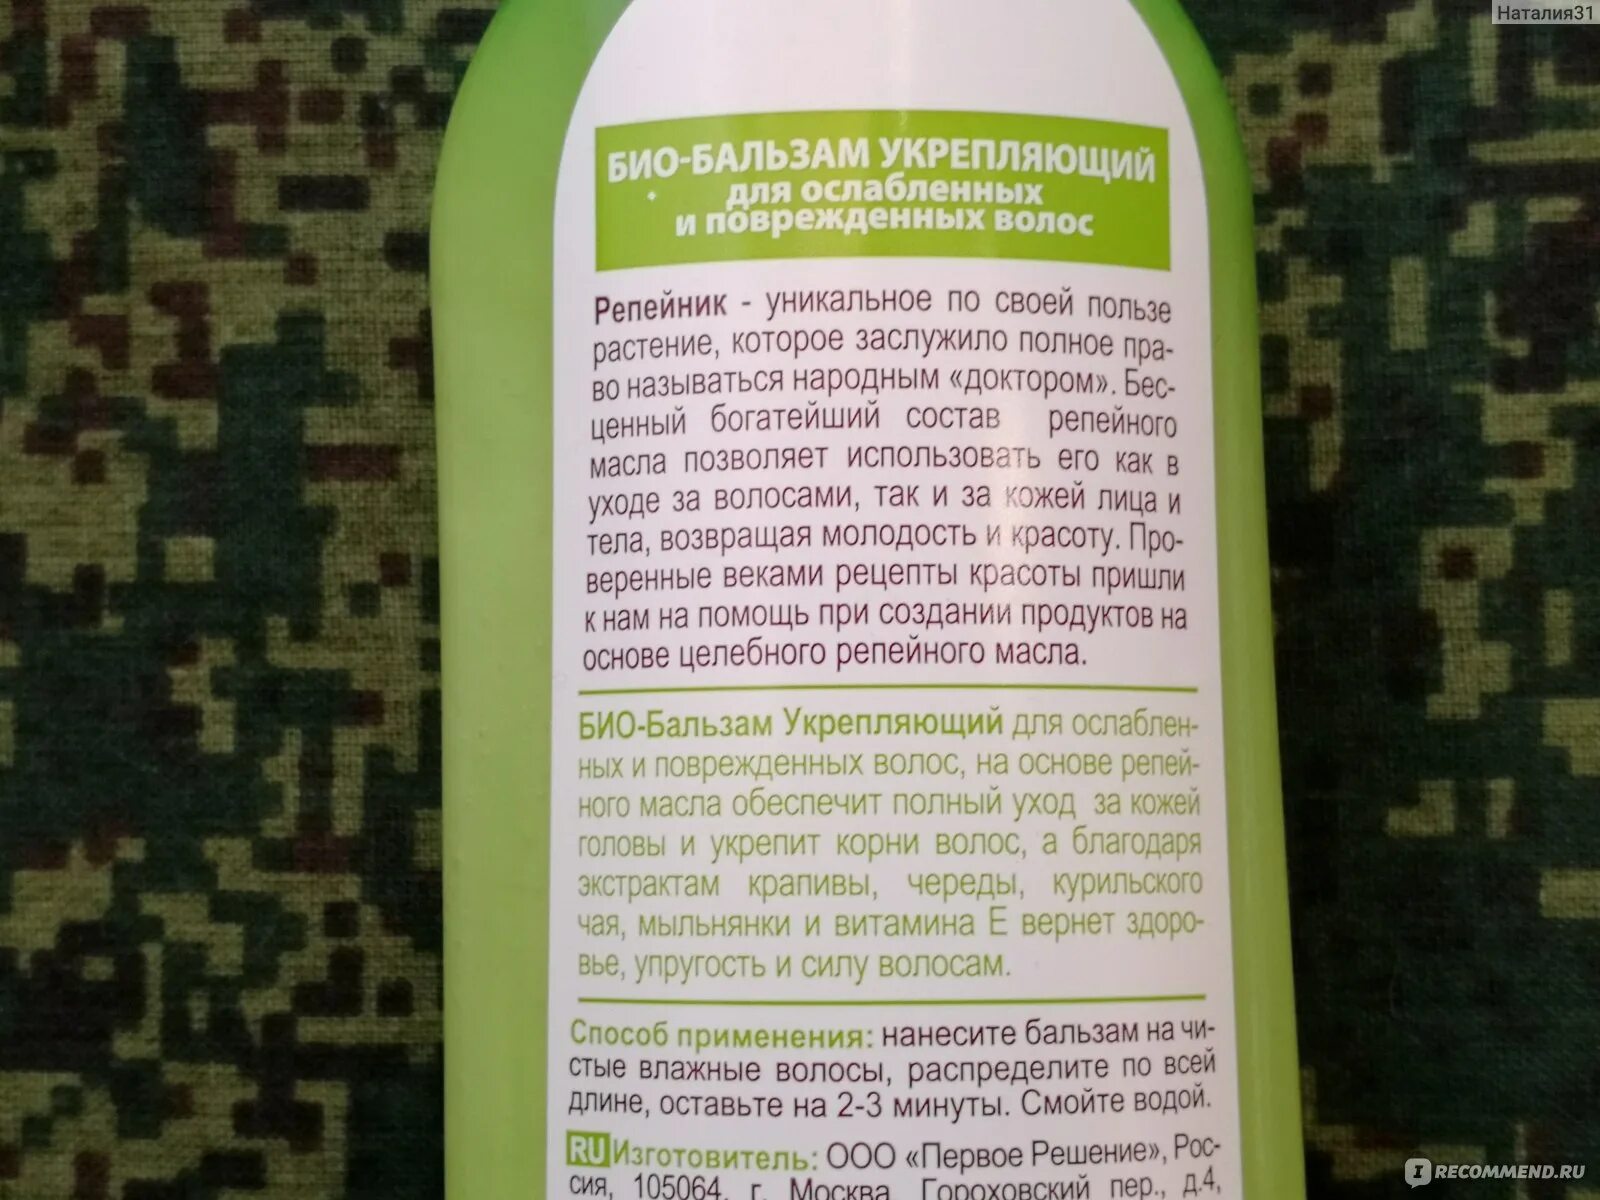 Наталия31
БИО-БАЛЬЗАМ УКРЕПЛЯЮЩИЙ
для ослабленных
и поврежденных волос
Репейник - уникальное по своей пользе
растение, которое заслужило полное пра-
во называться народным «доктором». Бес-
ценный богатейший состав репейного
масла позволяет использовать его как в
уходе за волосами, так и за кожей лица и
тела, возвращая молодость и красоту. Про-
веренные веками рецепты красоты пришли
к нам на помощь при создании продуктов на
основе целебного репейного масла.
БИО-Бальзам Укрепляющий для ослаблен-
ных и поврежденных волос, на основе репей-
ного масла обеспечит полный уход за кожей
головы и укрепит корни волос, а благодаря
экстрактам крапивы, череды, курильского
чая, мыльнянки и витамина Е вернет здоро-
вье, упругость и силу волосам.
Способ применения: нанесите бальзам на чи-
стые влажные волосы, распределите по всей
длине, оставьте на 2-3 минуты. Смойте водой.
RU Изготовитель: ООО «Первое Решение», Рос-
сия, 105064, г. Москва, Гороховский пер., д.4,
I RECOMMEND.RU